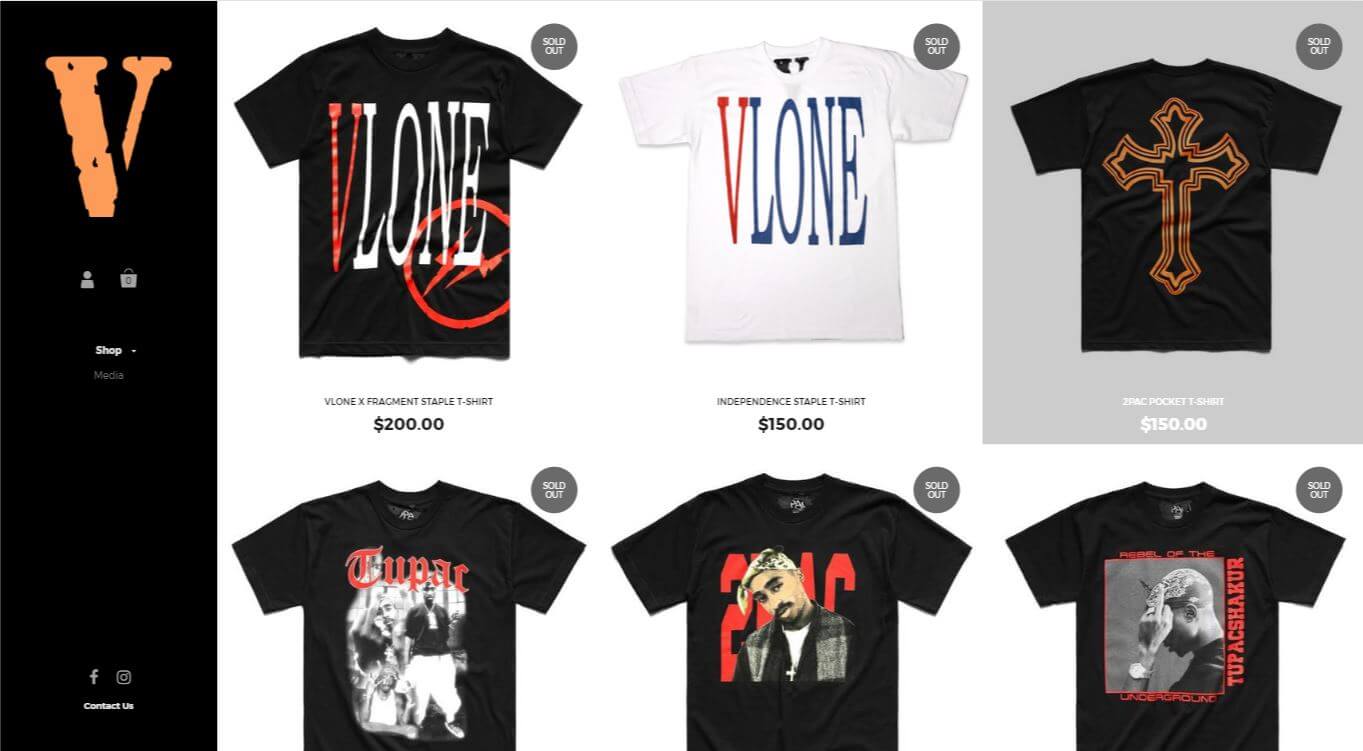 V
0
Shop
Media
Contact Us
SOLD
OUT
VLONE
VLONE X FRAGMENT STAPLE T-SHIRT
$200.00
SOLD
OUT
VLONE
INDEPENDENCE STAPLE T-SHIRT
$150.00
SOLD
OUT
2PAC POCKET T-SHIRT
$150.00
SOLD
OUT
Tupac
SOLD
OUT
2PAC
SOLD
OUT
REBEL OF THE
TUPACSHAKUR
UNDERGROUND